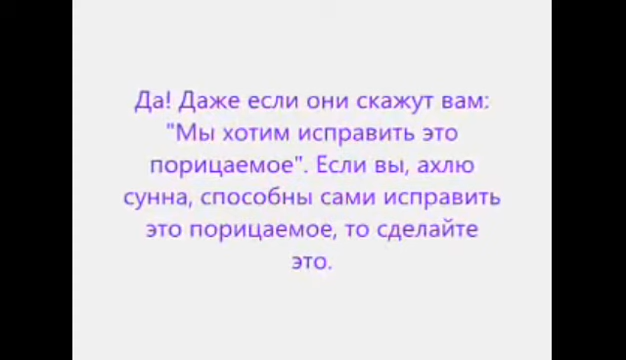 Да! Даже если они скажут вам:
"Мы хотим исправить это
порицаемое". Если вы, ахлю
сунна, способны сами исправить
это порицаемое, то сделайте
это.